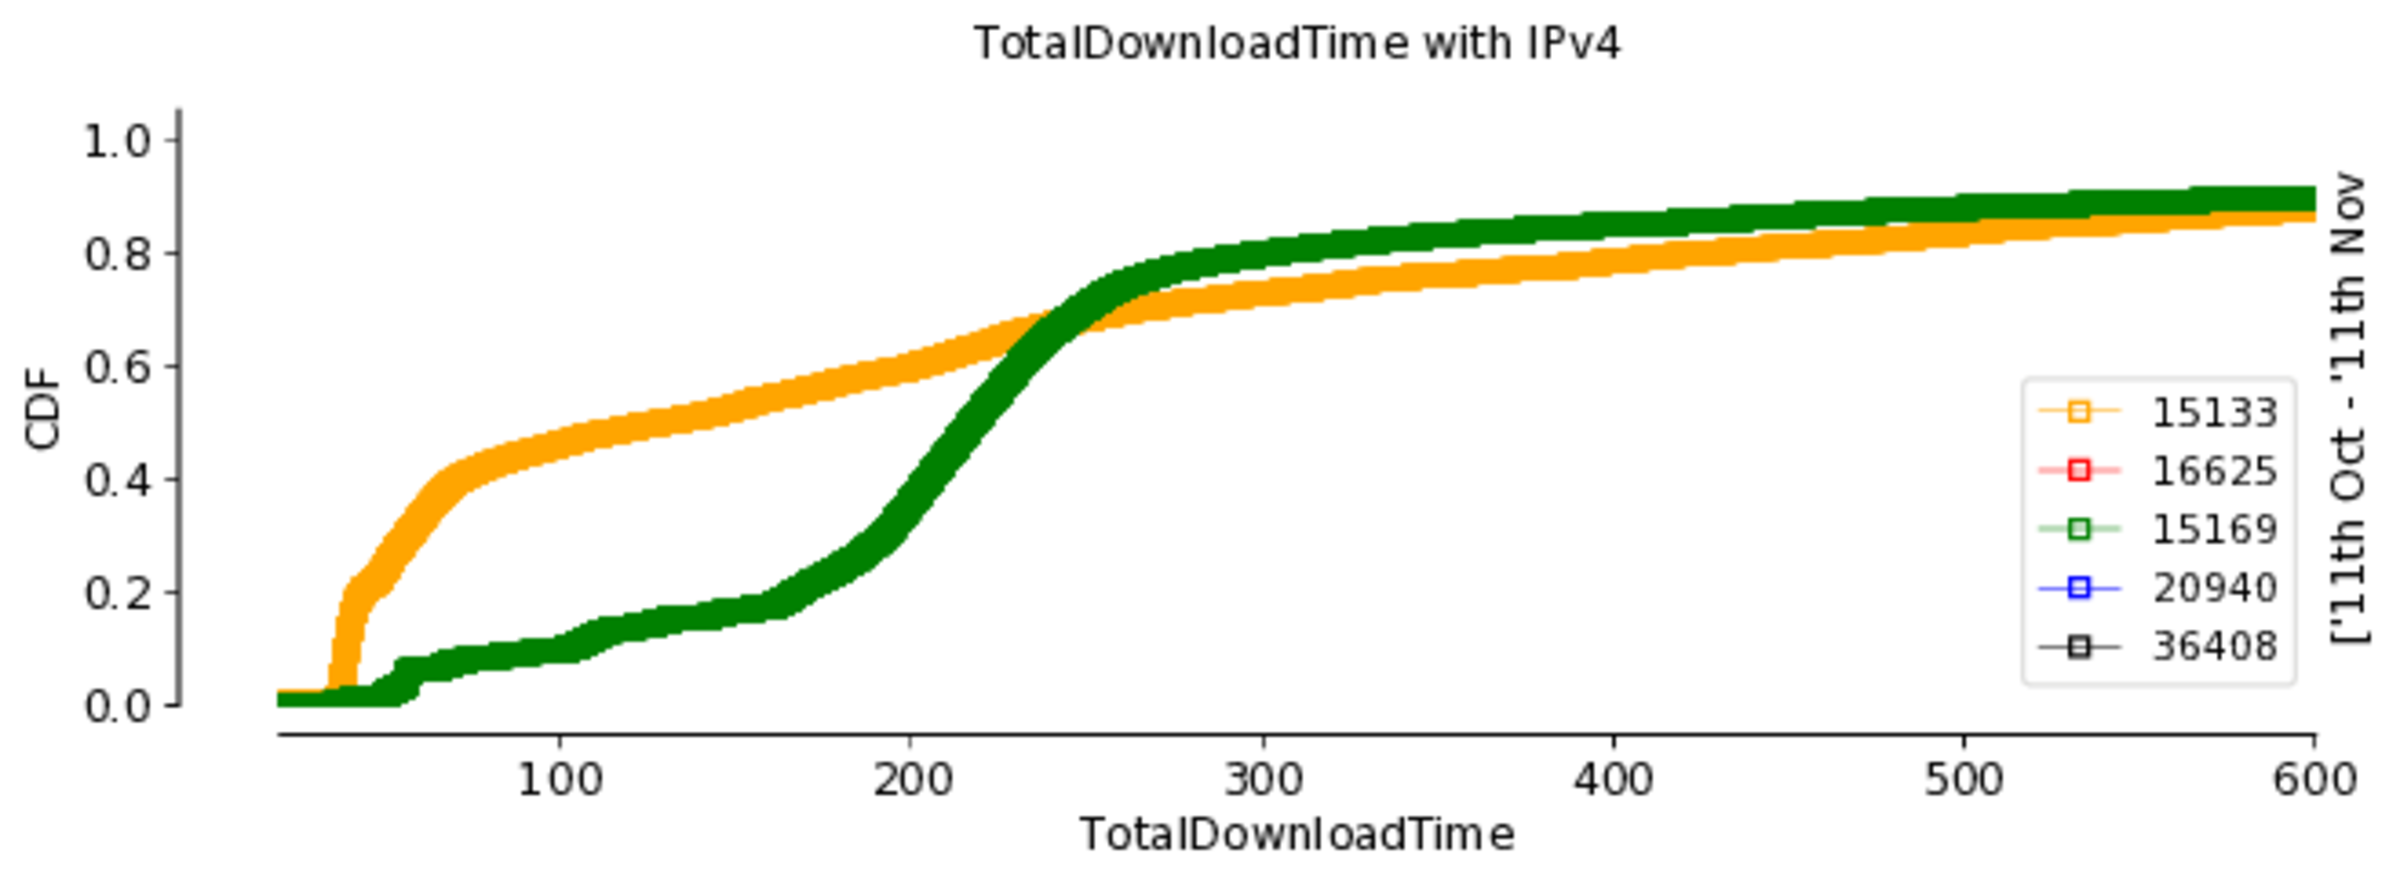 TotalDownloadTime with IPv4
1.0
0.8
0.6
0.4
0.2
0.0
CDF
15133
16625
15169
20940
36408
['11th Oct - '11th Nov
100 200 300 400 500 600
TotalDownloadTime